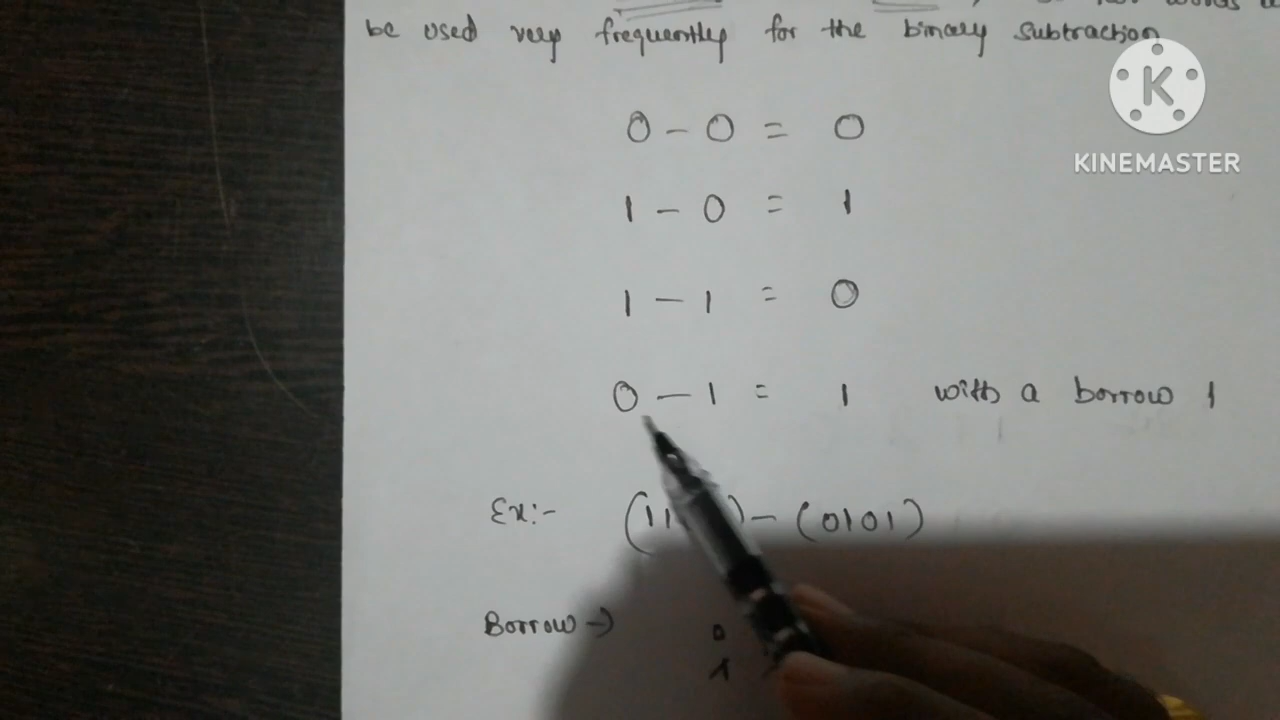 be used very frequently for the binary subtraction
K
KINEMASTER
0 - 0 = 0
1 - 0 = 1
1 - 1 = 0
0 - 1 = 1 with a borrow 1
Ex:- (11 ) - (0101)
Borrow →
0
1